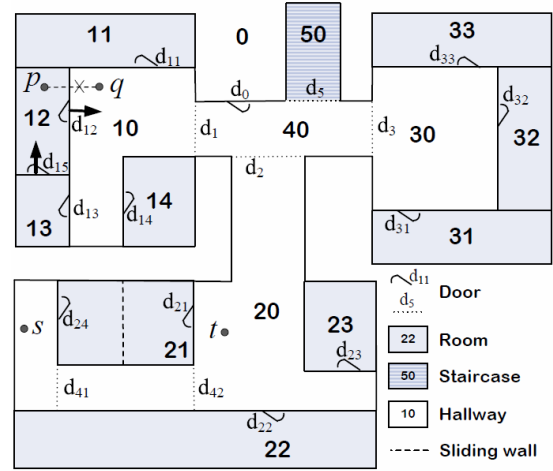 11
0
50
33
d11
d33
p
q
d0
d5
d32
12
d12
10
d1
40
d3
30
32
d15
d2
14
13
d13
d14
d31
31
20
d11
d5
Door
s
d24
d21
t
23
22
Room
21
d23
50
Staircase
d41
d42
10
Hallway
d22
22
Sliding wall